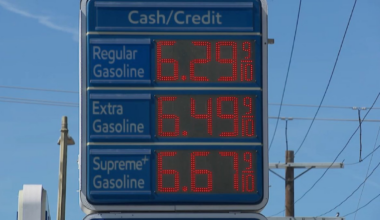 Cash/Credit
Regular
Gasoline
6.29 9/10
Extra
Gasoline
6.49 9/10
Supreme+
Gasoline
6.67 9/10